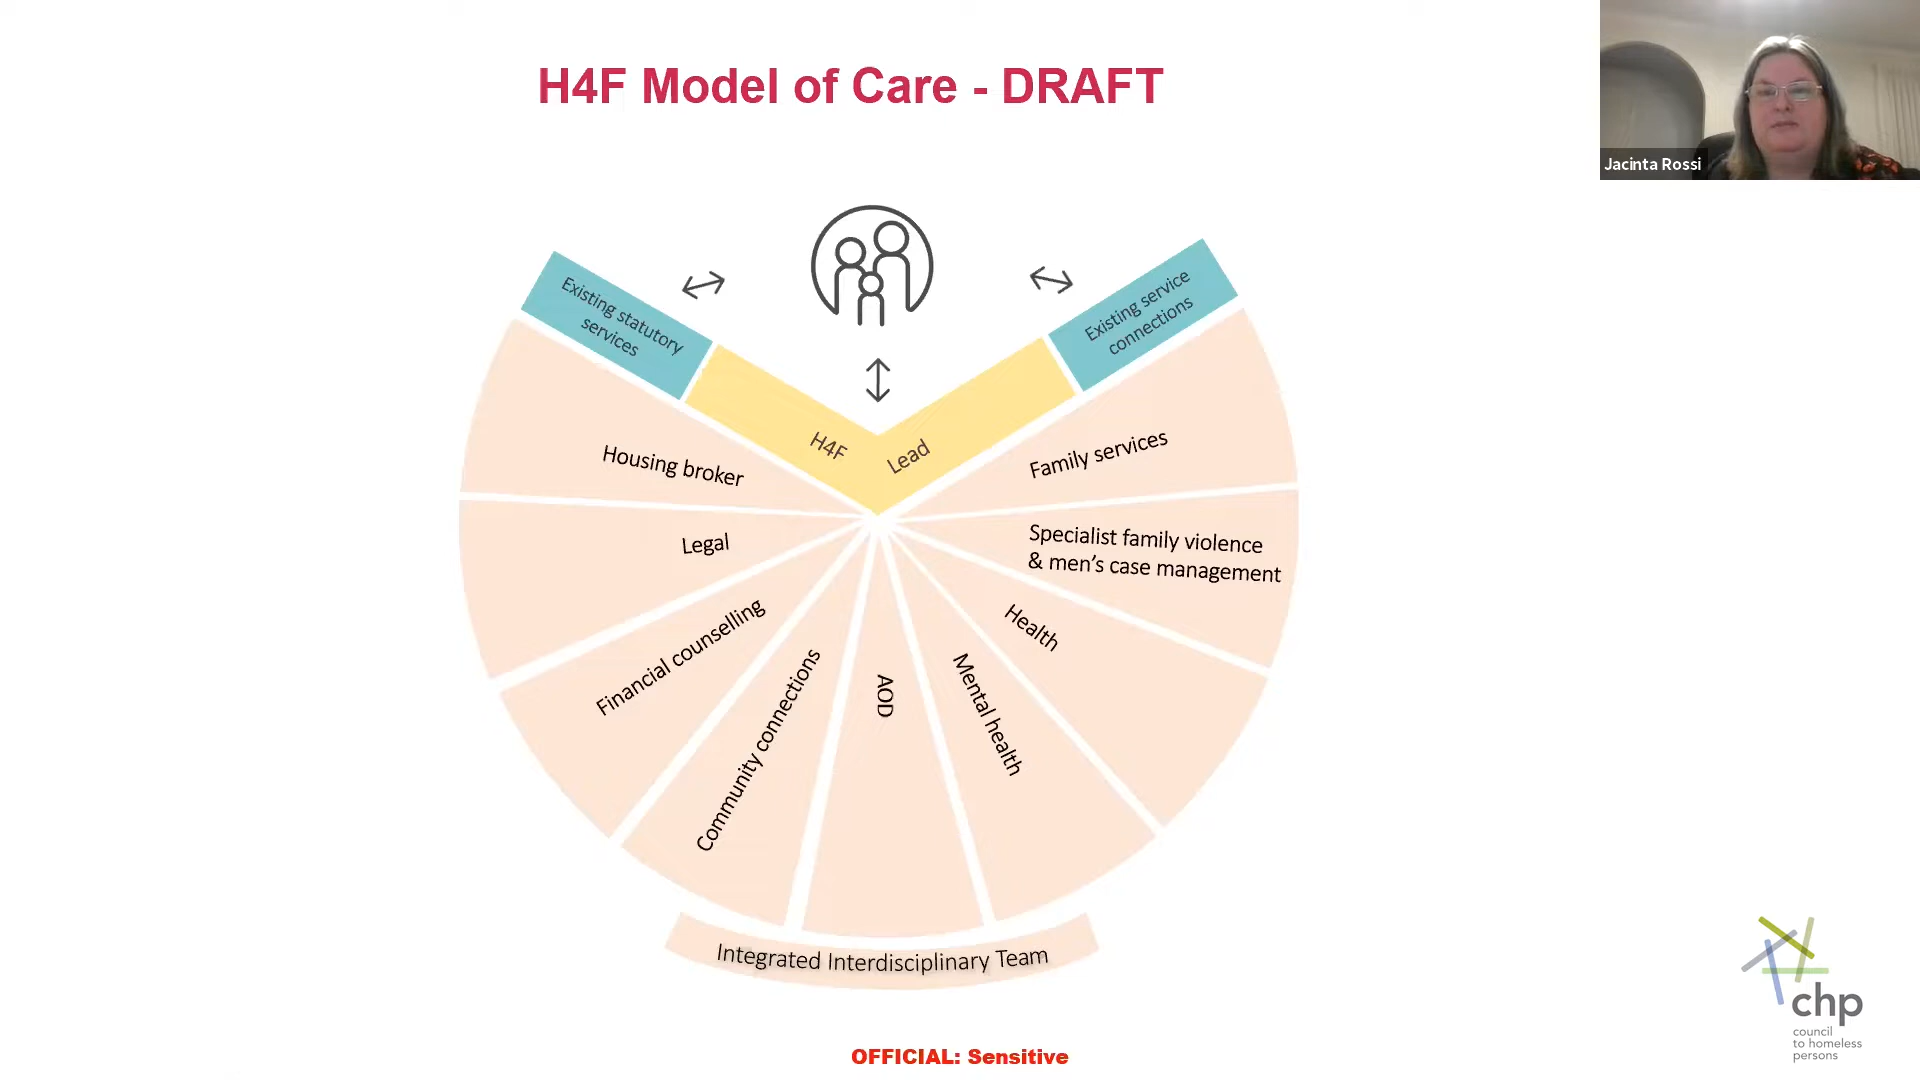 H4F Model of Care - DRAFT
Jacinta Rossi
Existing statutory
services
Existing service
connections
H4F Lead
Housing broker
Legal
Financial counselling
Community connections
AOD
Mental health
Health
Specialist family violence
& men's case management
Family services
Integrated Interdisciplinary Team
OFFICIAL: Sensitive
chp
council
to homeless
persons